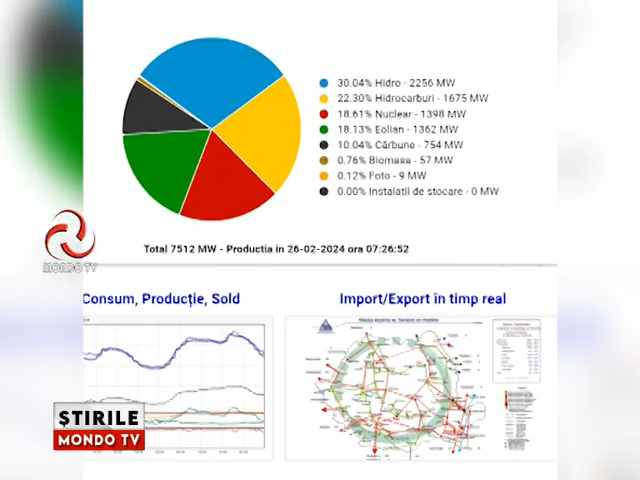 30.04% Hidro - 2256 MW
22.30% Hidrocarburi - 1675 MW
18.61% Nuclear - 1398 MW
18.13% Eolian - 1362 MW
10.04% Cărbune - 754 MW
0.76% Biomasa - 57 MW
0.12% Foto - 9 MW
0.00% Instalatii de stocare - 0 MW
Total 7512 MW - Productia in 26-02-2024 ora 07:26:52
MONDO TV
Consum, Producție, Sold
Import/Export în timp real
ȘTIRILE
MONDO TV